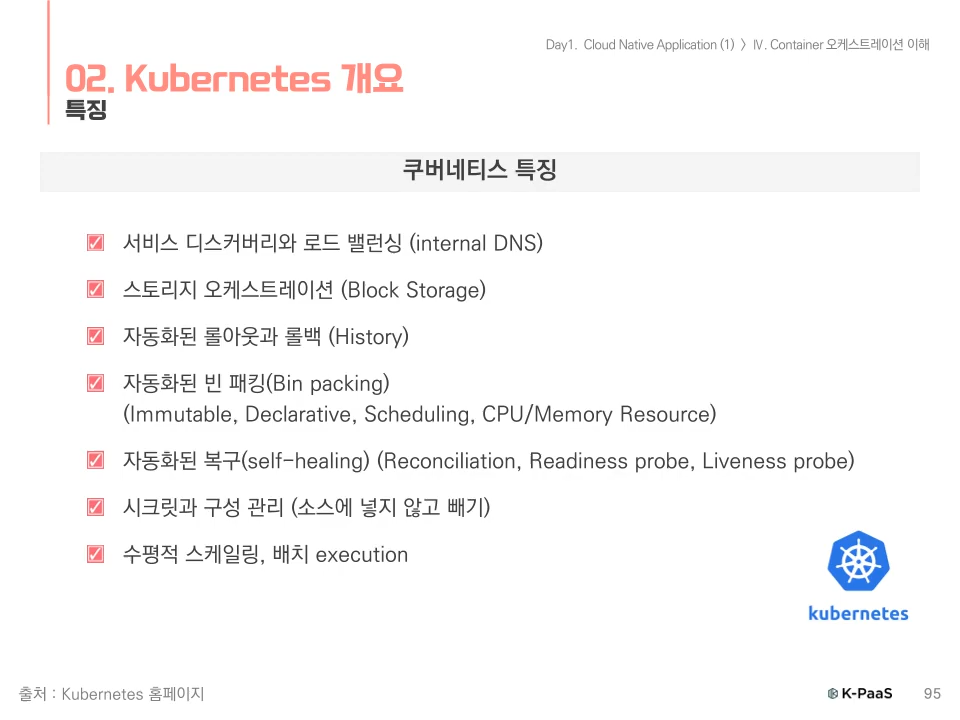 Day1. Cloud Native Application (1) 〉 Ⅳ. Container 오케스트레이션 이해
02. Kubernetes 개요
특징
쿠버네티스 특징
서비스 디스커버리와 로드 밸런싱 (internal DNS)
스토리지 오케스트레이션 (Block Storage)
자동화된 롤아웃과 롤백 (History)
자동화된 빈 패킹(Bin packing)
(Immutable, Declarative, Scheduling, CPU/Memory Resource)
자동화된 복구(self-healing) (Reconciliation, Readiness probe, Liveness probe)
시크릿과 구성 관리 (소스에 넣지 않고 빼기)
수평적 스케일링, 배치 execution
kubernetes
출처 : Kubernetes 홈페이지
K-PaaS
95